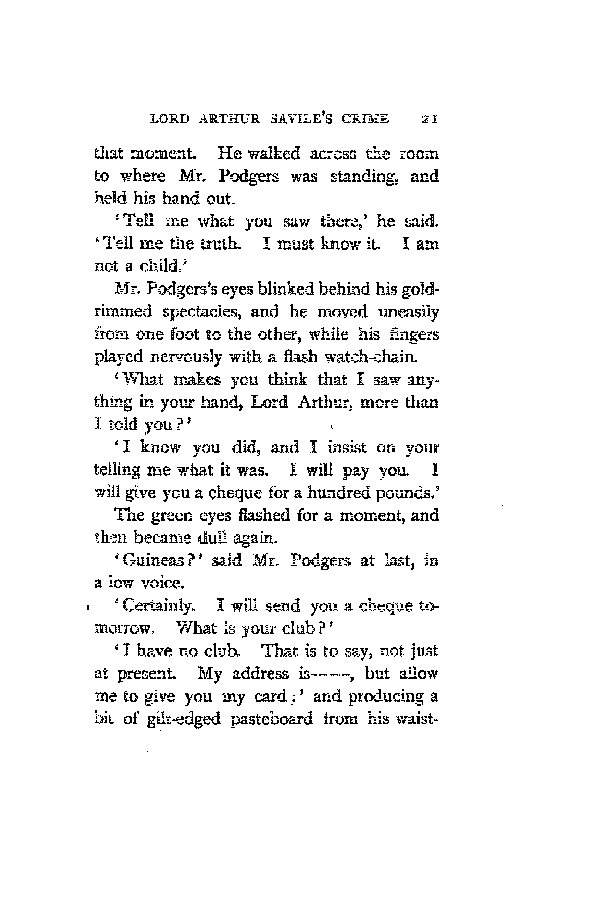 LORD ARTHUR SAVILE'S CRIME 21
that moment. He walked across the room
to where Mr. Podgers was standing, and
held his hand out.
'Tell me what you saw there,' he said.
'Tell me the truth. I must know it. I am
not a child.'
Mr. Podgers's eyes blinked behind his gold-
rimmed spectacles, and he moved uneasily
from one foot to the other, while his fingers
played nervously with a flash watch-chain.
'What makes you think that I saw any-
thing in your hand, Lord Arthur, more than
I told you?'
'I know you did, and I insist on your
telling me what it was. I will pay you. I
will give you a cheque for a hundred pounds.'
The green eyes flashed for a moment, and
then became dull again.
'Guineas?' said Mr. Podgers at last, in
a low voice.
'Certainly. I will send you a cheque to-
morrow. What is your club?'
'I have no club. That is to say, not just
at present. My address is----, but allow
me to give you my card;' and producing a
bit of gilt-edged pasteboard from his waist-